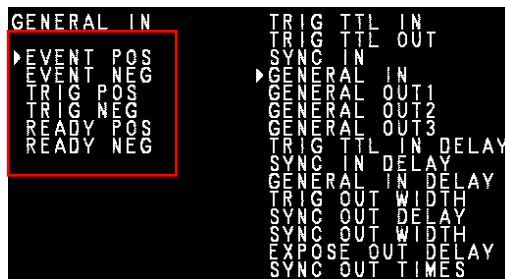 GENERAL IN
EVENT POS
EVENT NEG
TRIG POS
TRIG NEG
READY POS
READY NEG
TRIG TTL IN
TRIG TTL OUT
SYNC IN
GENERAL IN
GENERAL OUT1
GENERAL OUT2
GENERAL OUT3
TRIG TTL IN DELAY
SYNC IN DELAY
GENERAL IN DELAY
TRIG OUT WIDTH
SYNC OUT DELAY
SYNC OUT WIDTH
EXPOSE OUT DELAY
SYNC OUT TIMES